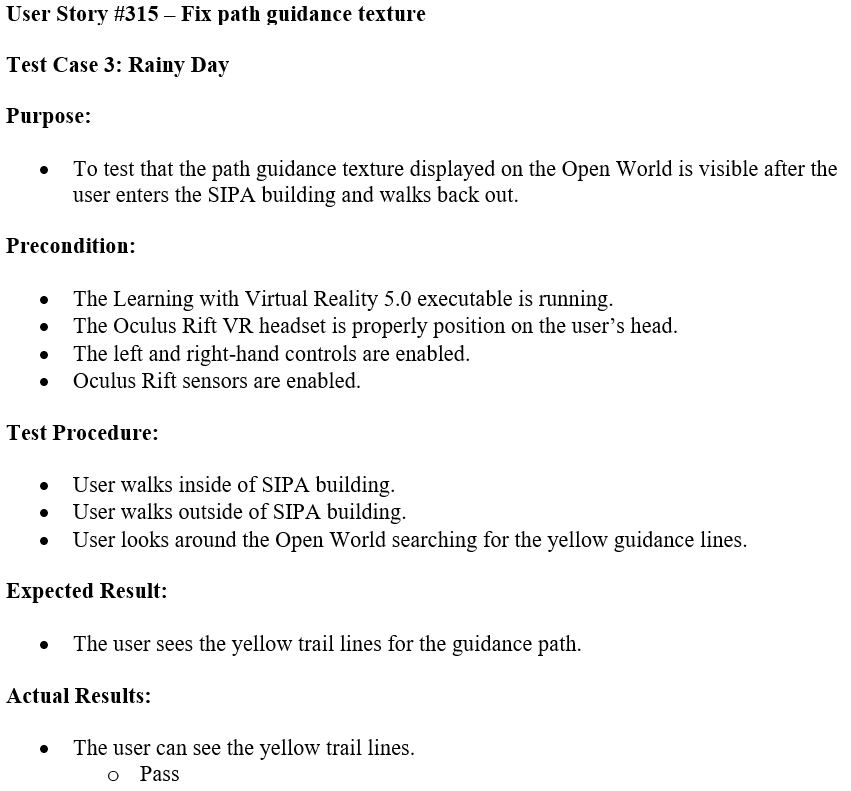 User Story #315 – Fix path guidance texture
Test Case 3: Rainy Day
Purpose:
• To test that the path guidance texture displayed on the Open World is visible after the
user enters the SIPA building and walks back out.
Precondition:
• The Learning with Virtual Reality 5.0 executable is running.
• The Oculus Rift VR headset is properly position on the user’s head.
• The left and right-hand controls are enabled.
• Oculus Rift sensors are enabled.
Test Procedure:
• User walks inside of SIPA building.
• User walks outside of SIPA building.
• User looks around the Open World searching for the yellow guidance lines.
Expected Result:
• The user sees the yellow trail lines for the guidance path.
Actual Results:
• The user can see the yellow trail lines.
o Pass